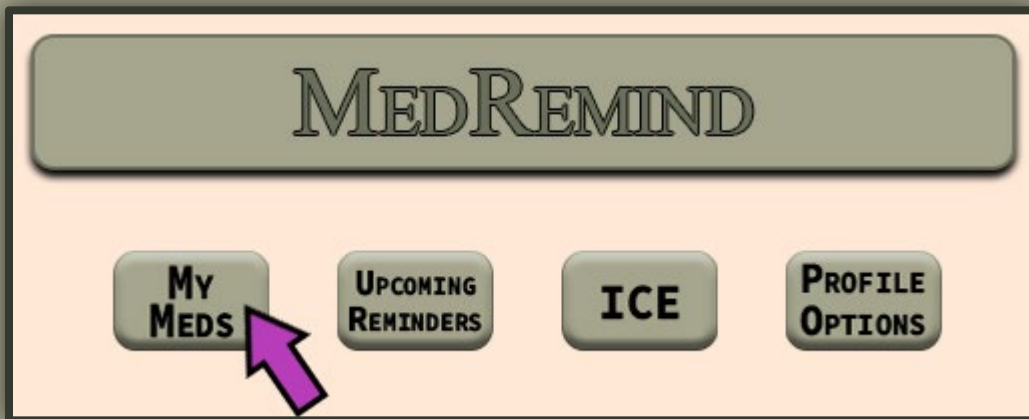 MEDREMIND
MY
MEDS
UPCOMING
REMINDERS
ICE
PROFILE
OPTIONS